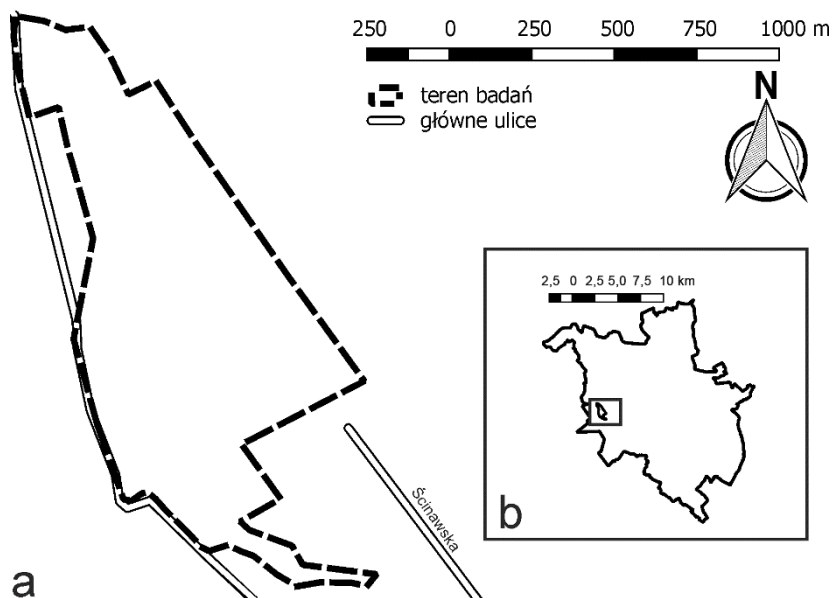 250 0 250 500 750 1000 m
teren badań
główne ulice
N
2,5 0 2,5 5,0 7,5 10 km
Ścinawska
a
b